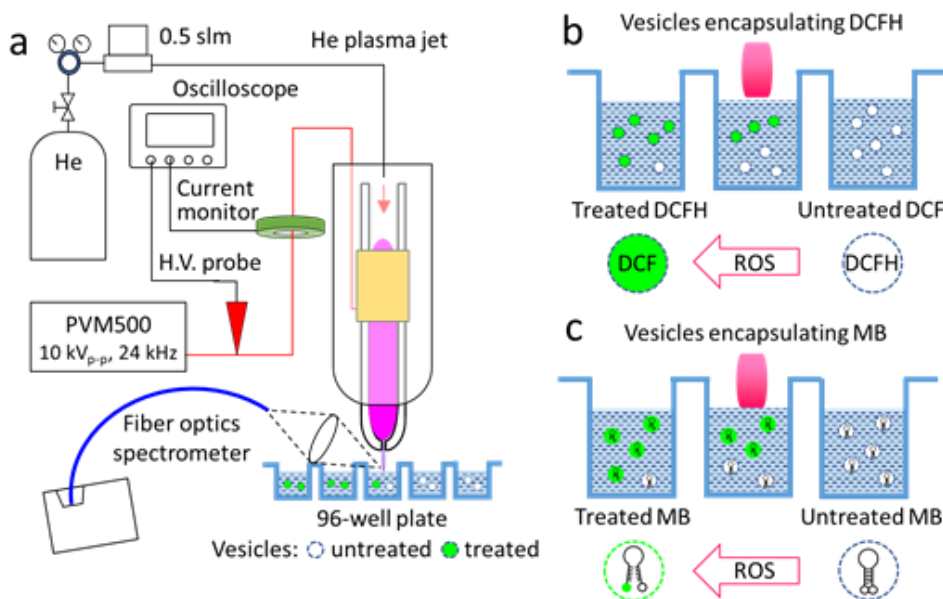 a
0.5 slm
He plasma jet
Oscilloscope
He
Current
monitor
H.V. probe
PVM500
10 kVp-p, 24 kHz
Fiber optics
spectrometer
96-well plate
Vesicles: untreated treated
b
Vesicles encapsulating DCFH
Treated DCFH
Untreated DCF
DCF
ROS
DCFH
c
Vesicles encapsulating MB
Treated MB
Untreated MB
ROS